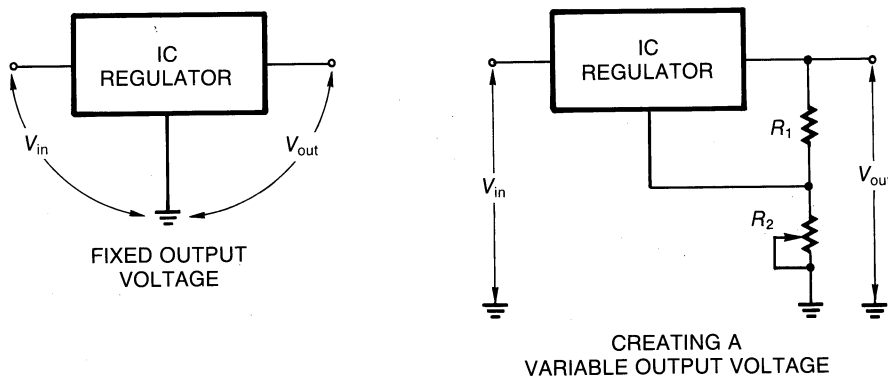 IC
REGULATOR
Vin
Vout
FIXED OUTPUT
VOLTAGE
IC
REGULATOR
R1
Vin
Vout
R2
CREATING A
VARIABLE OUTPUT VOLTAGE